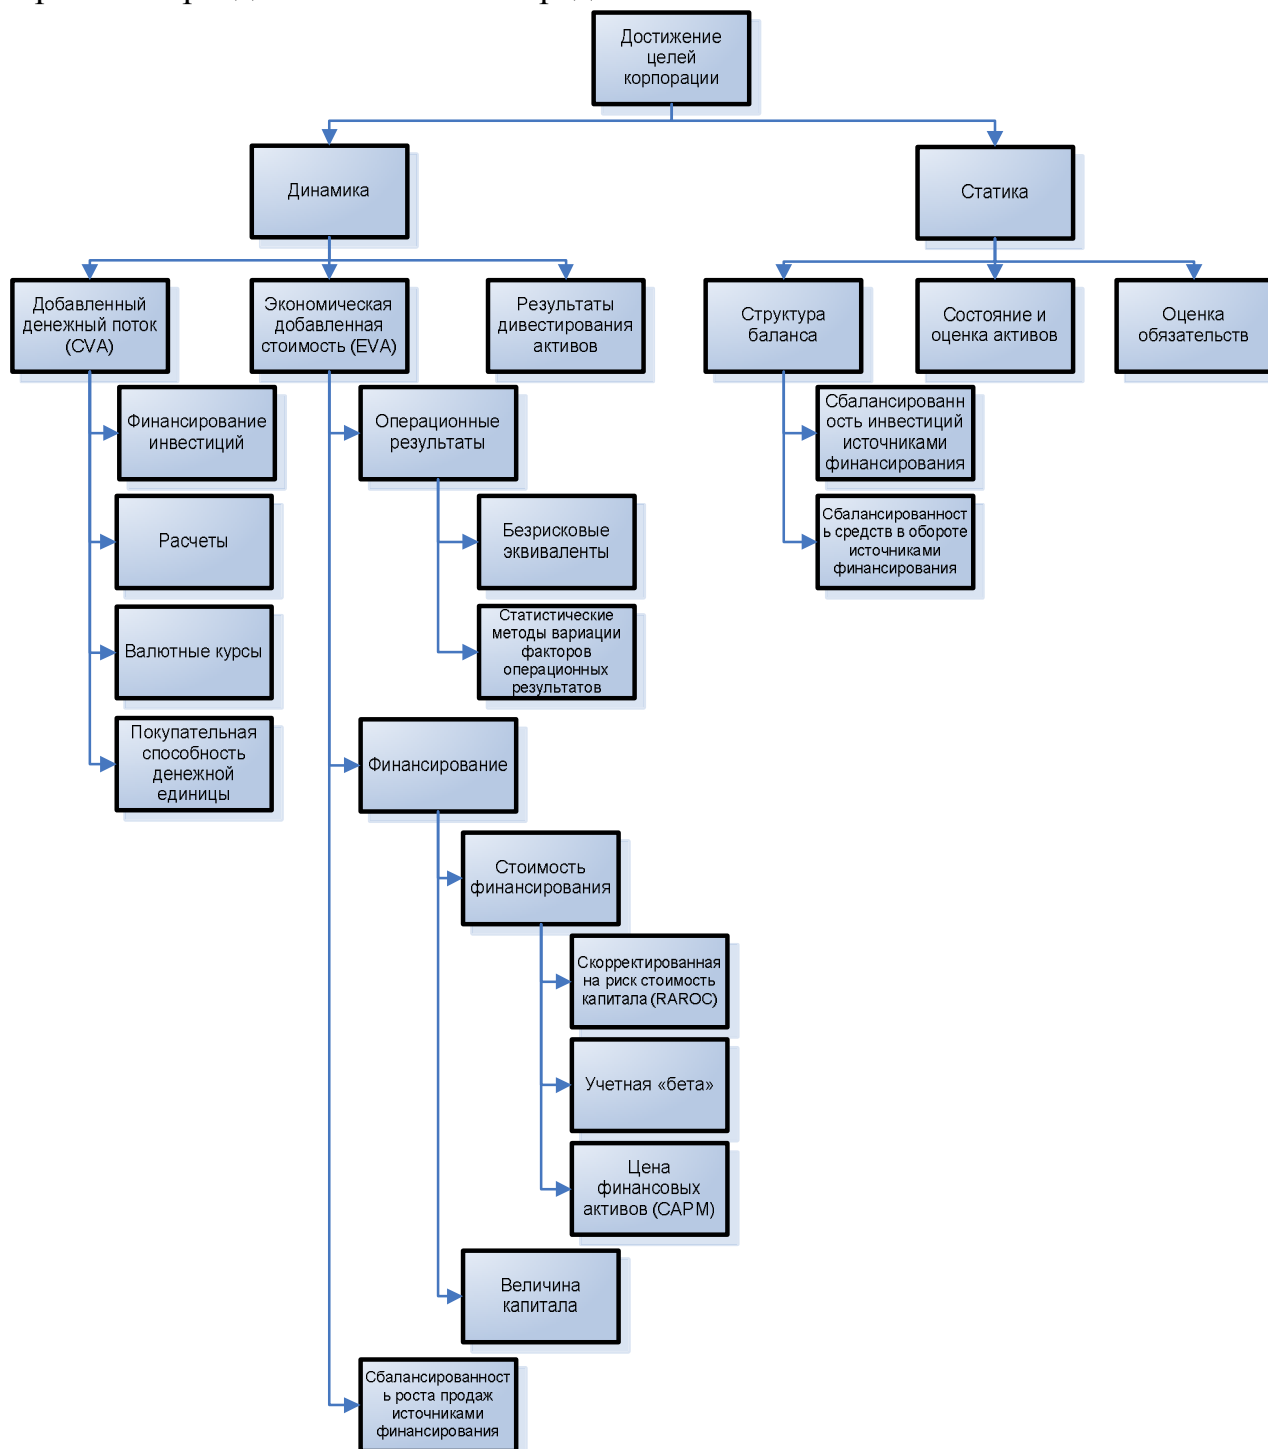 Достижение
целей
корпорации
Динамика
Статика
Добавленный
денежный поток
(CVA)
Экономическая
добавленная
стоимость (EVA)
Результаты
дивестирования
активов
Структура
баланса
Состояние и
оценка активов
Оценка
обязательств
Финансирование
инвестиций
Операционные
результаты
Сбалансированн
ость инвестиций
источниками
финансирования
Расчеты
Безрисковые
эквиваленты
Сбалансированност
ь средств в обороте
источниками
финансирования
Валютные курсы
Статистические
методы вариации
факторов
операционных
результатов
Покупательная
способность
денежной
единицы
Финансирование
Стоимость
финансирования
Скорректированная
на риск стоимость
капитала (RAROC)
Учетная «бета»
Цена
финансовых
активов (CAPM)
Величина
капитала
Сбалансированност
ь роста продаж
источниками
финансирования